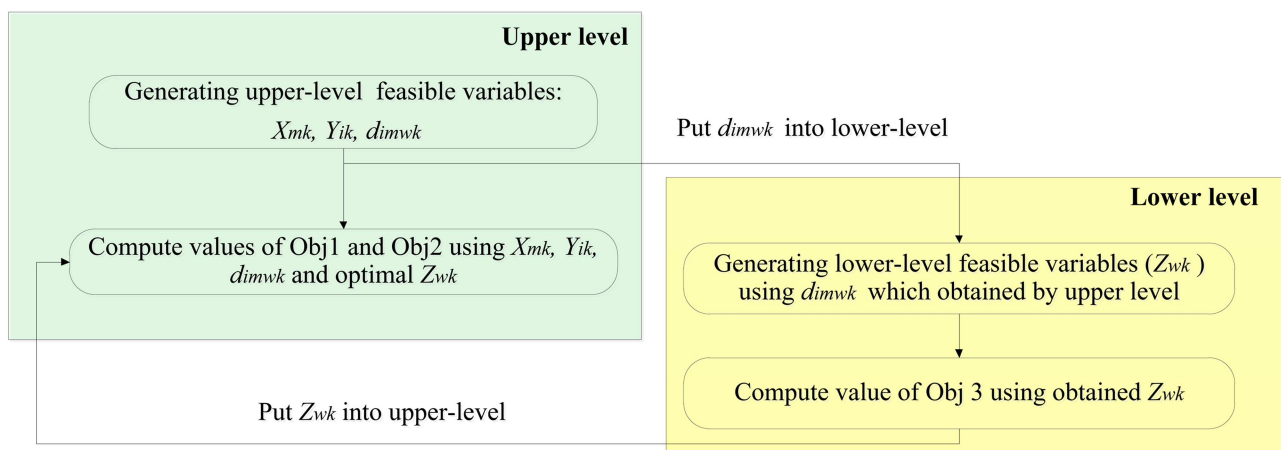 Upper level
Generating upper-level feasible variables:
Xmk, Yik, dimwk
Put dimwk into lower-level
Lower level
Compute values of Obj1 and Obj2 using Xmk, Yik,
dimwk and optimal Zwk
Generating lower-level feasible variables (Zwk )
using dimwk which obtained by upper level
Compute value of Obj 3 using obtained Zwk
Put Zwk into upper-level